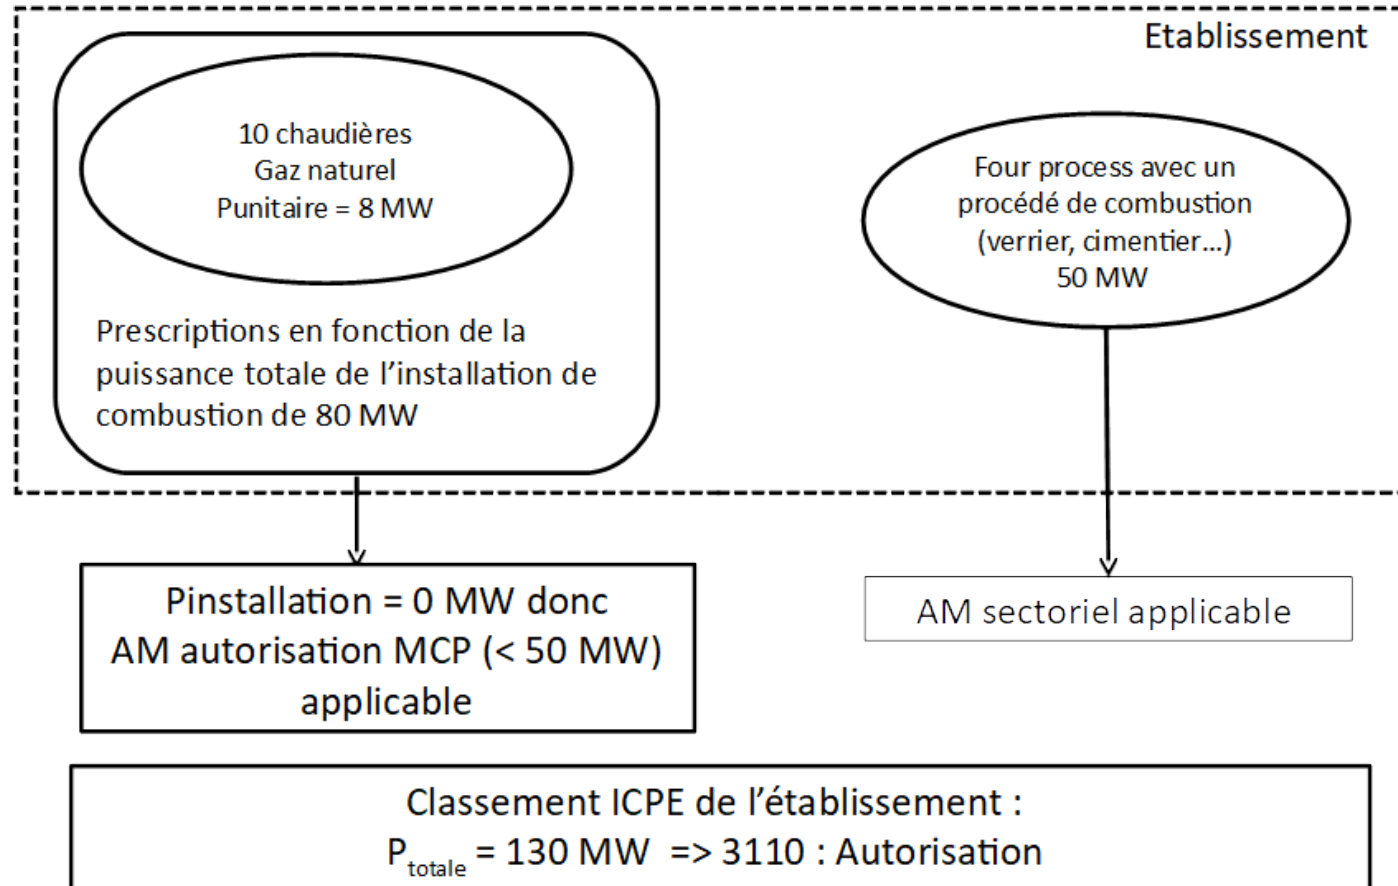 Etablissement
10 chaudières
Gaz naturel
Punitaire = 8 MW
Prescriptions en fonction de la
puissance totale de l'installation de
combustion de 80 MW
Four process avec un
procédé de combustion
(verrier, cimentier...)
50 MW
Pinstallation = 0 MW donc
AM autorisation MCP (< 50 MW)
applicable
AM sectoriel applicable
Classement ICPE de l'établissement :
Ptotale = 130 MW => 3110 : Autorisation